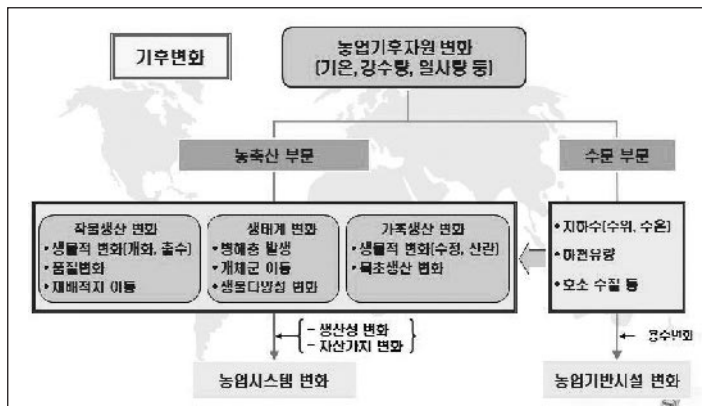 기후변화
농업기후자원 변화
(기온, 강수량, 일사량 등)
농축산 부문
수문 부문
작물생산 변화
•생물적 변화(개화, 출수)
•품질변화
•재배적지 이동
생태계 변화
•병해충 발생
•개체군 이동
•생물다양성 변화
가축생산 변화
•생물적 변화(수정, 산란)
•목초생산 변화
•지하수(수위, 수온)
•하천유량
•호소 수질 등
- 생산성 변화
- 자산가치 변화
용수변화
농업시스템 변화
농업기반시설 변화